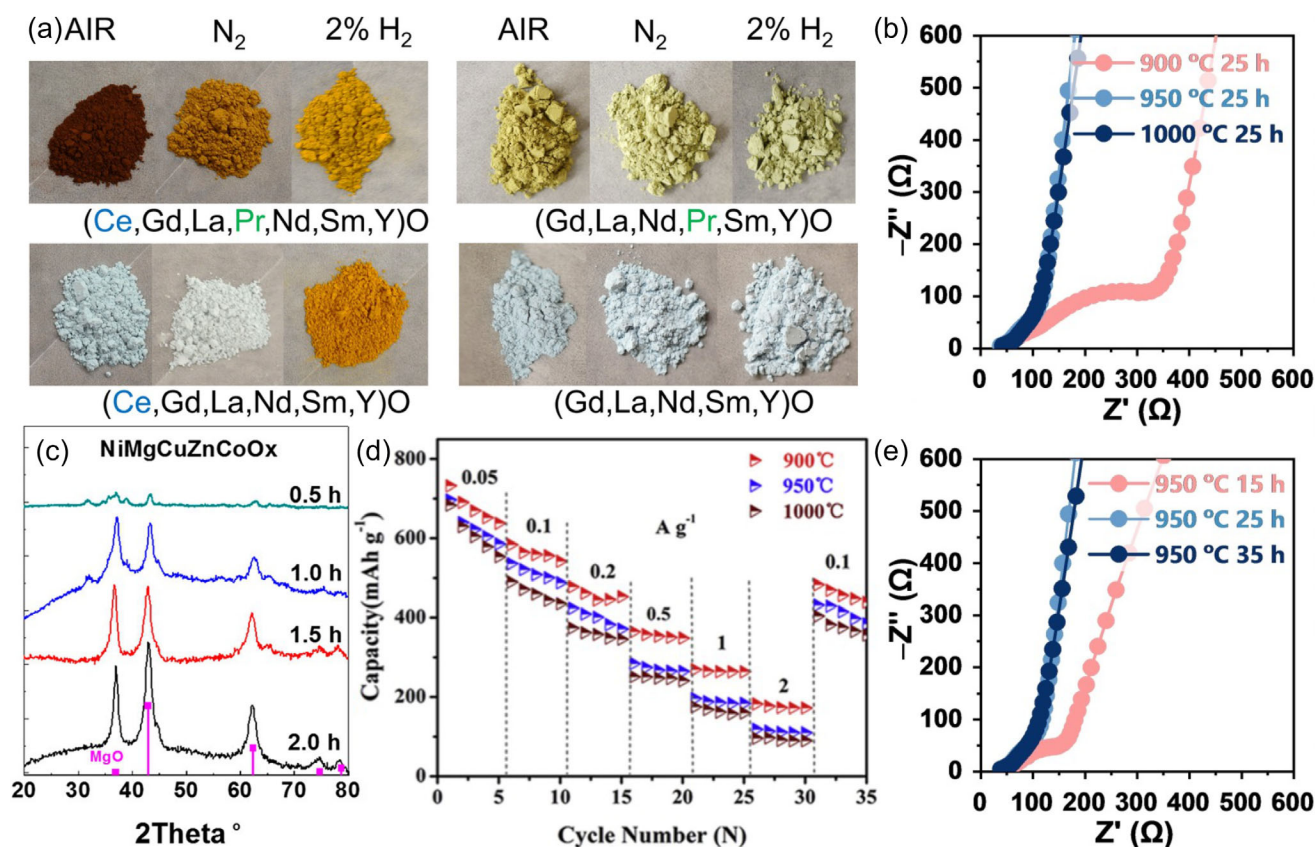 (a) AIR N₂ 2% H₂ AIR N₂ 2% H₂
(Ce,Gd,La,Pr,Nd,Sm,Y)O (Gd,La,Nd,Pr,Sm,Y)O
(Ce,Gd,La,Nd,Sm,Y)O (Gd,La,Nd,Sm,Y)O
(b)
600
500
400
300
200
100
0
−Z'' (Ω)
900 ºC 25 h
950 ºC 25 h
1000 ºC 25 h
0 100 200 300 400 500 600
Z' (Ω)
(c) NiMgCuZnCoOx
0.5 h
1.0 h
1.5 h
2.0 h
MgO
20 30 40 50 60 70 80
2Theta °
(d)
800
600
400
200
0
Capacity(mAh g⁻¹)
900℃
950℃
1000℃
0.05
0.1
0.2
0.5
1
2
0.1
A g⁻¹
0 5 10 15 20 25 30 35
Cycle Number (N)
(e)
600
500
400
300
200
100
0
−Z'' (Ω)
950 ºC 15 h
950 ºC 25 h
950 ºC 35 h
0 100 200 300 400 500 600
Z' (Ω)